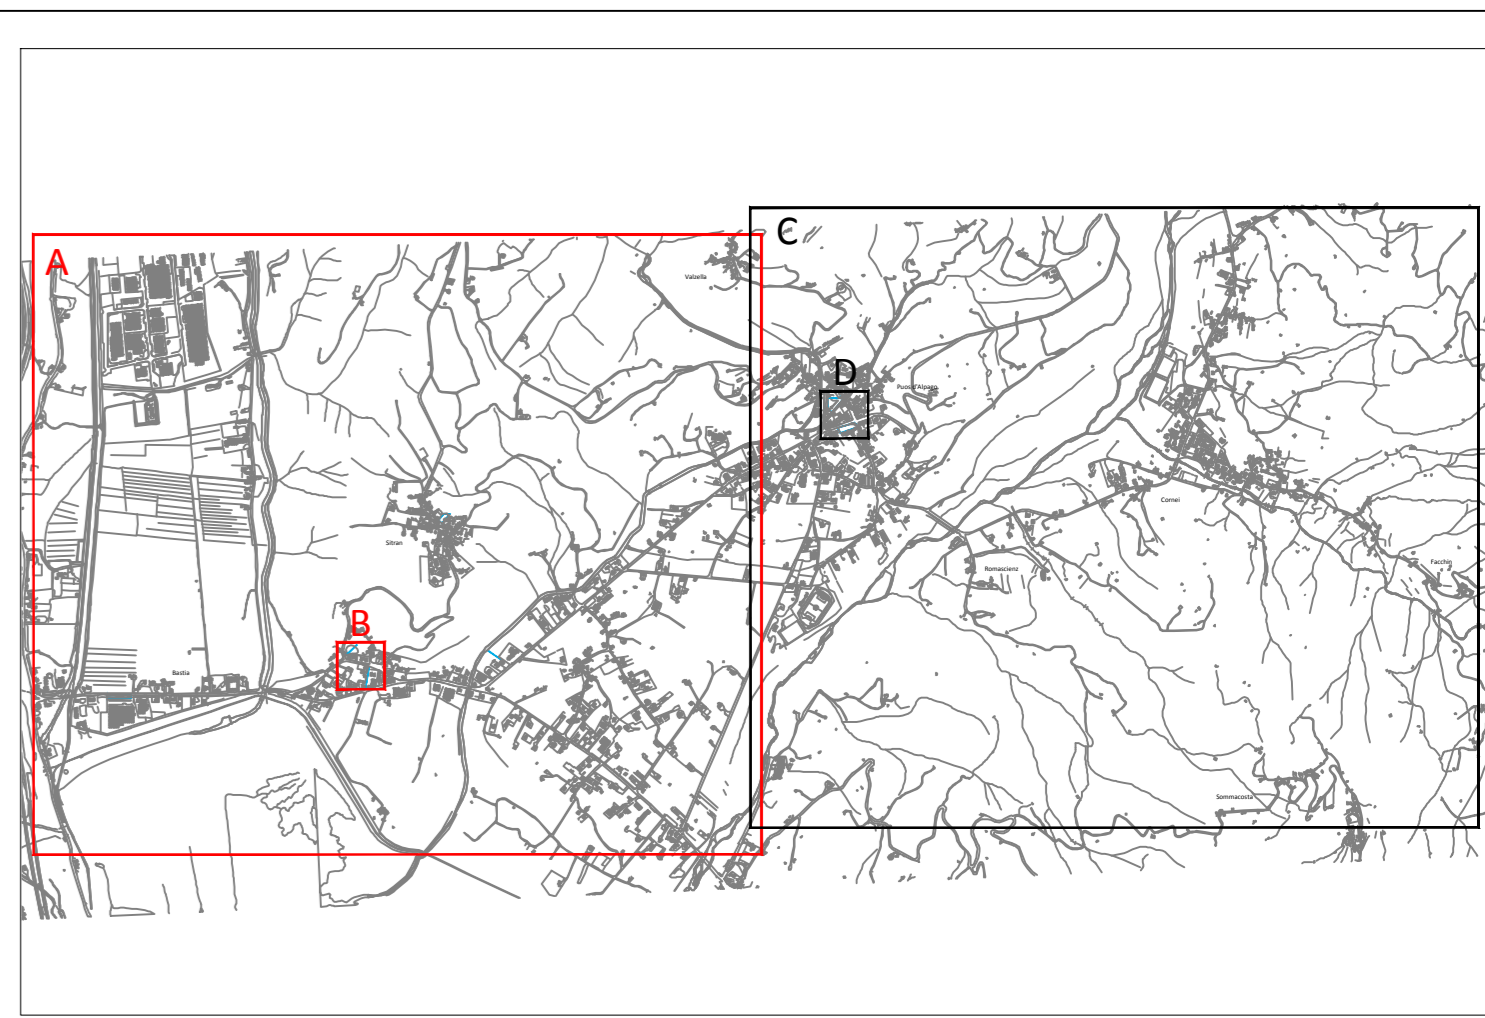 C
A
Valzella
D
Puos d'Alpago
Cornei
Sitran
Facchin
Romascienz
B
Bastia
Sommacosta